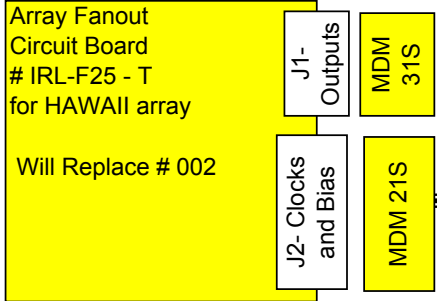 Array Fanout
Circuit Board
# IRL-F25 - T
for HAWAII array
Will Replace # 002
J1-
Outputs
MDM
31S
J2- Clocks
and Bias
MDM 21S